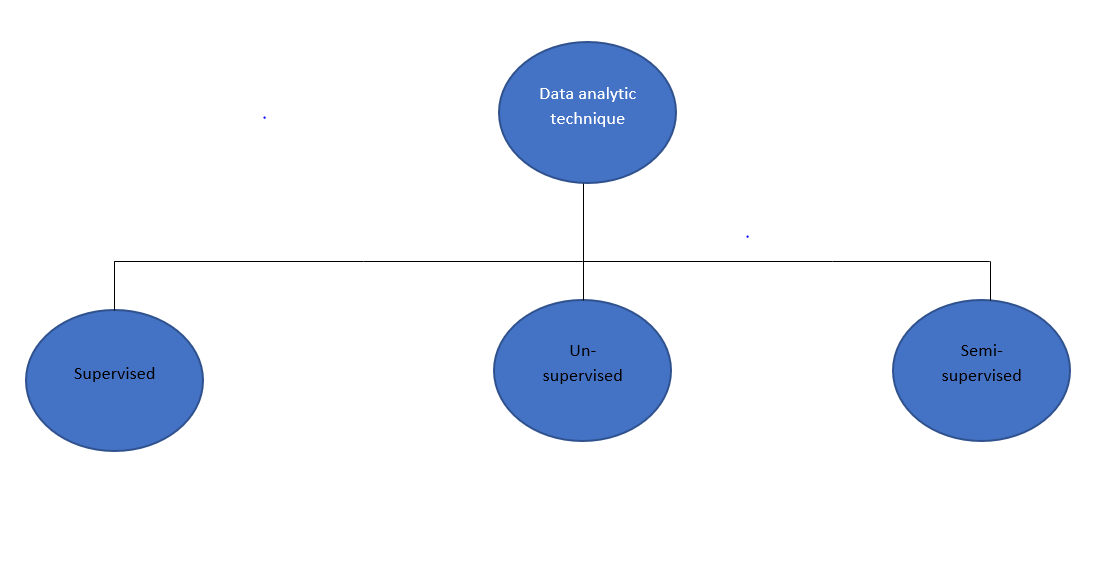 Data analytic
technique
Supervised
Un-
supervised
Semi-
supervised